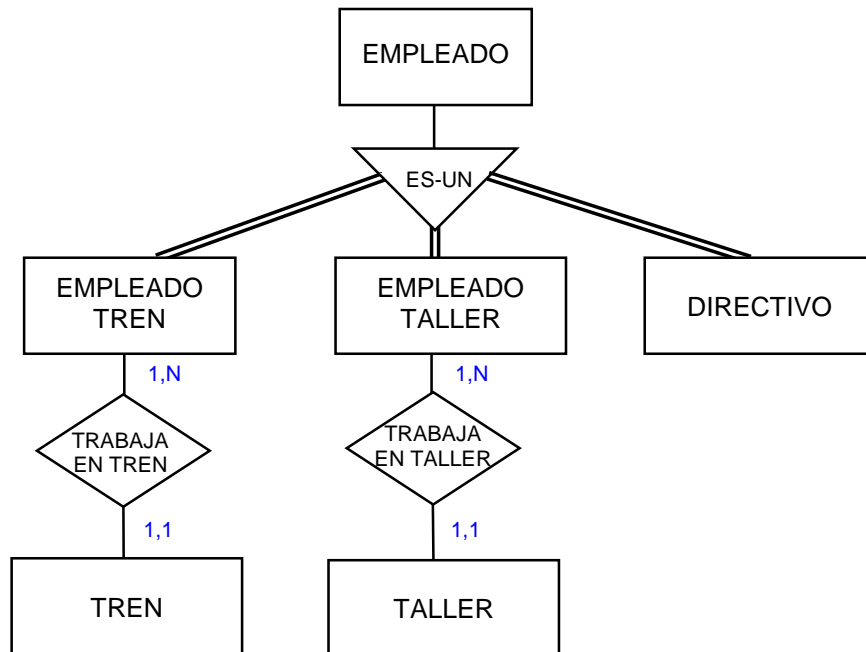 EMPLEADO
ES-UN
EMPLEADO
TREN
EMPLEADO
TALLER
DIRECTIVO
1,N
1,N
TRABAJA
EN TREN
TRABAJA
EN TALLER
1,1
1,1
TREN
TALLER